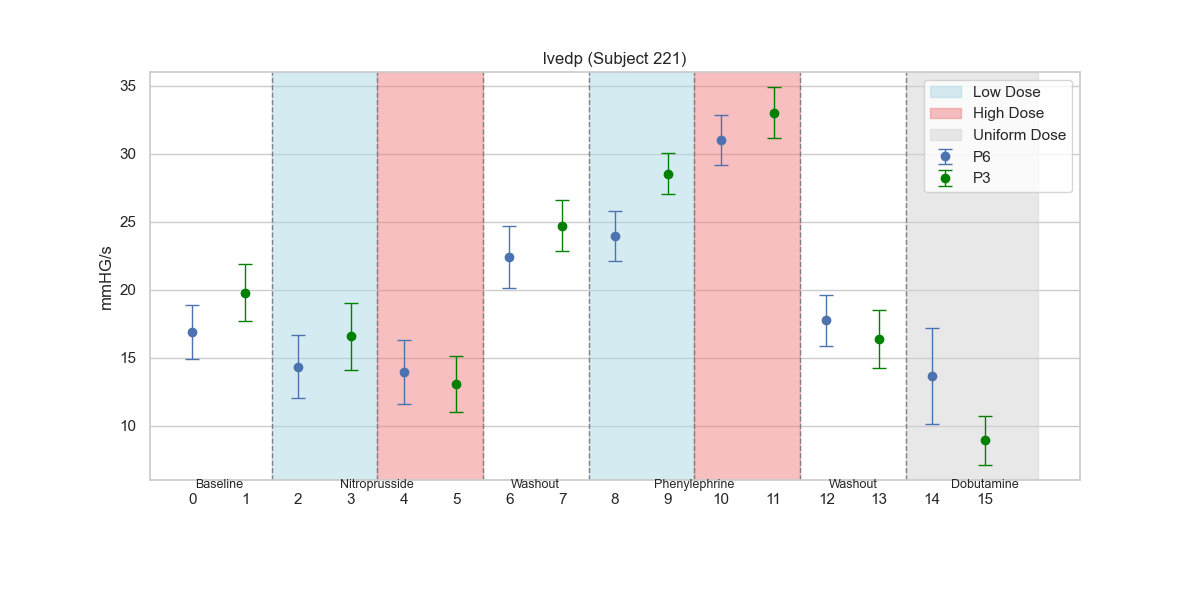 lvedp (Subject 221)
mmHG/s
35
30
25
20
15
10
Low Dose
High Dose
Uniform Dose
P6
P3
Baseline Nitroprusside Washout Phenylephrine Washout Dobutamine
0 1 2 3 4 5 6 7 8 9 10 11 12 13 14 15